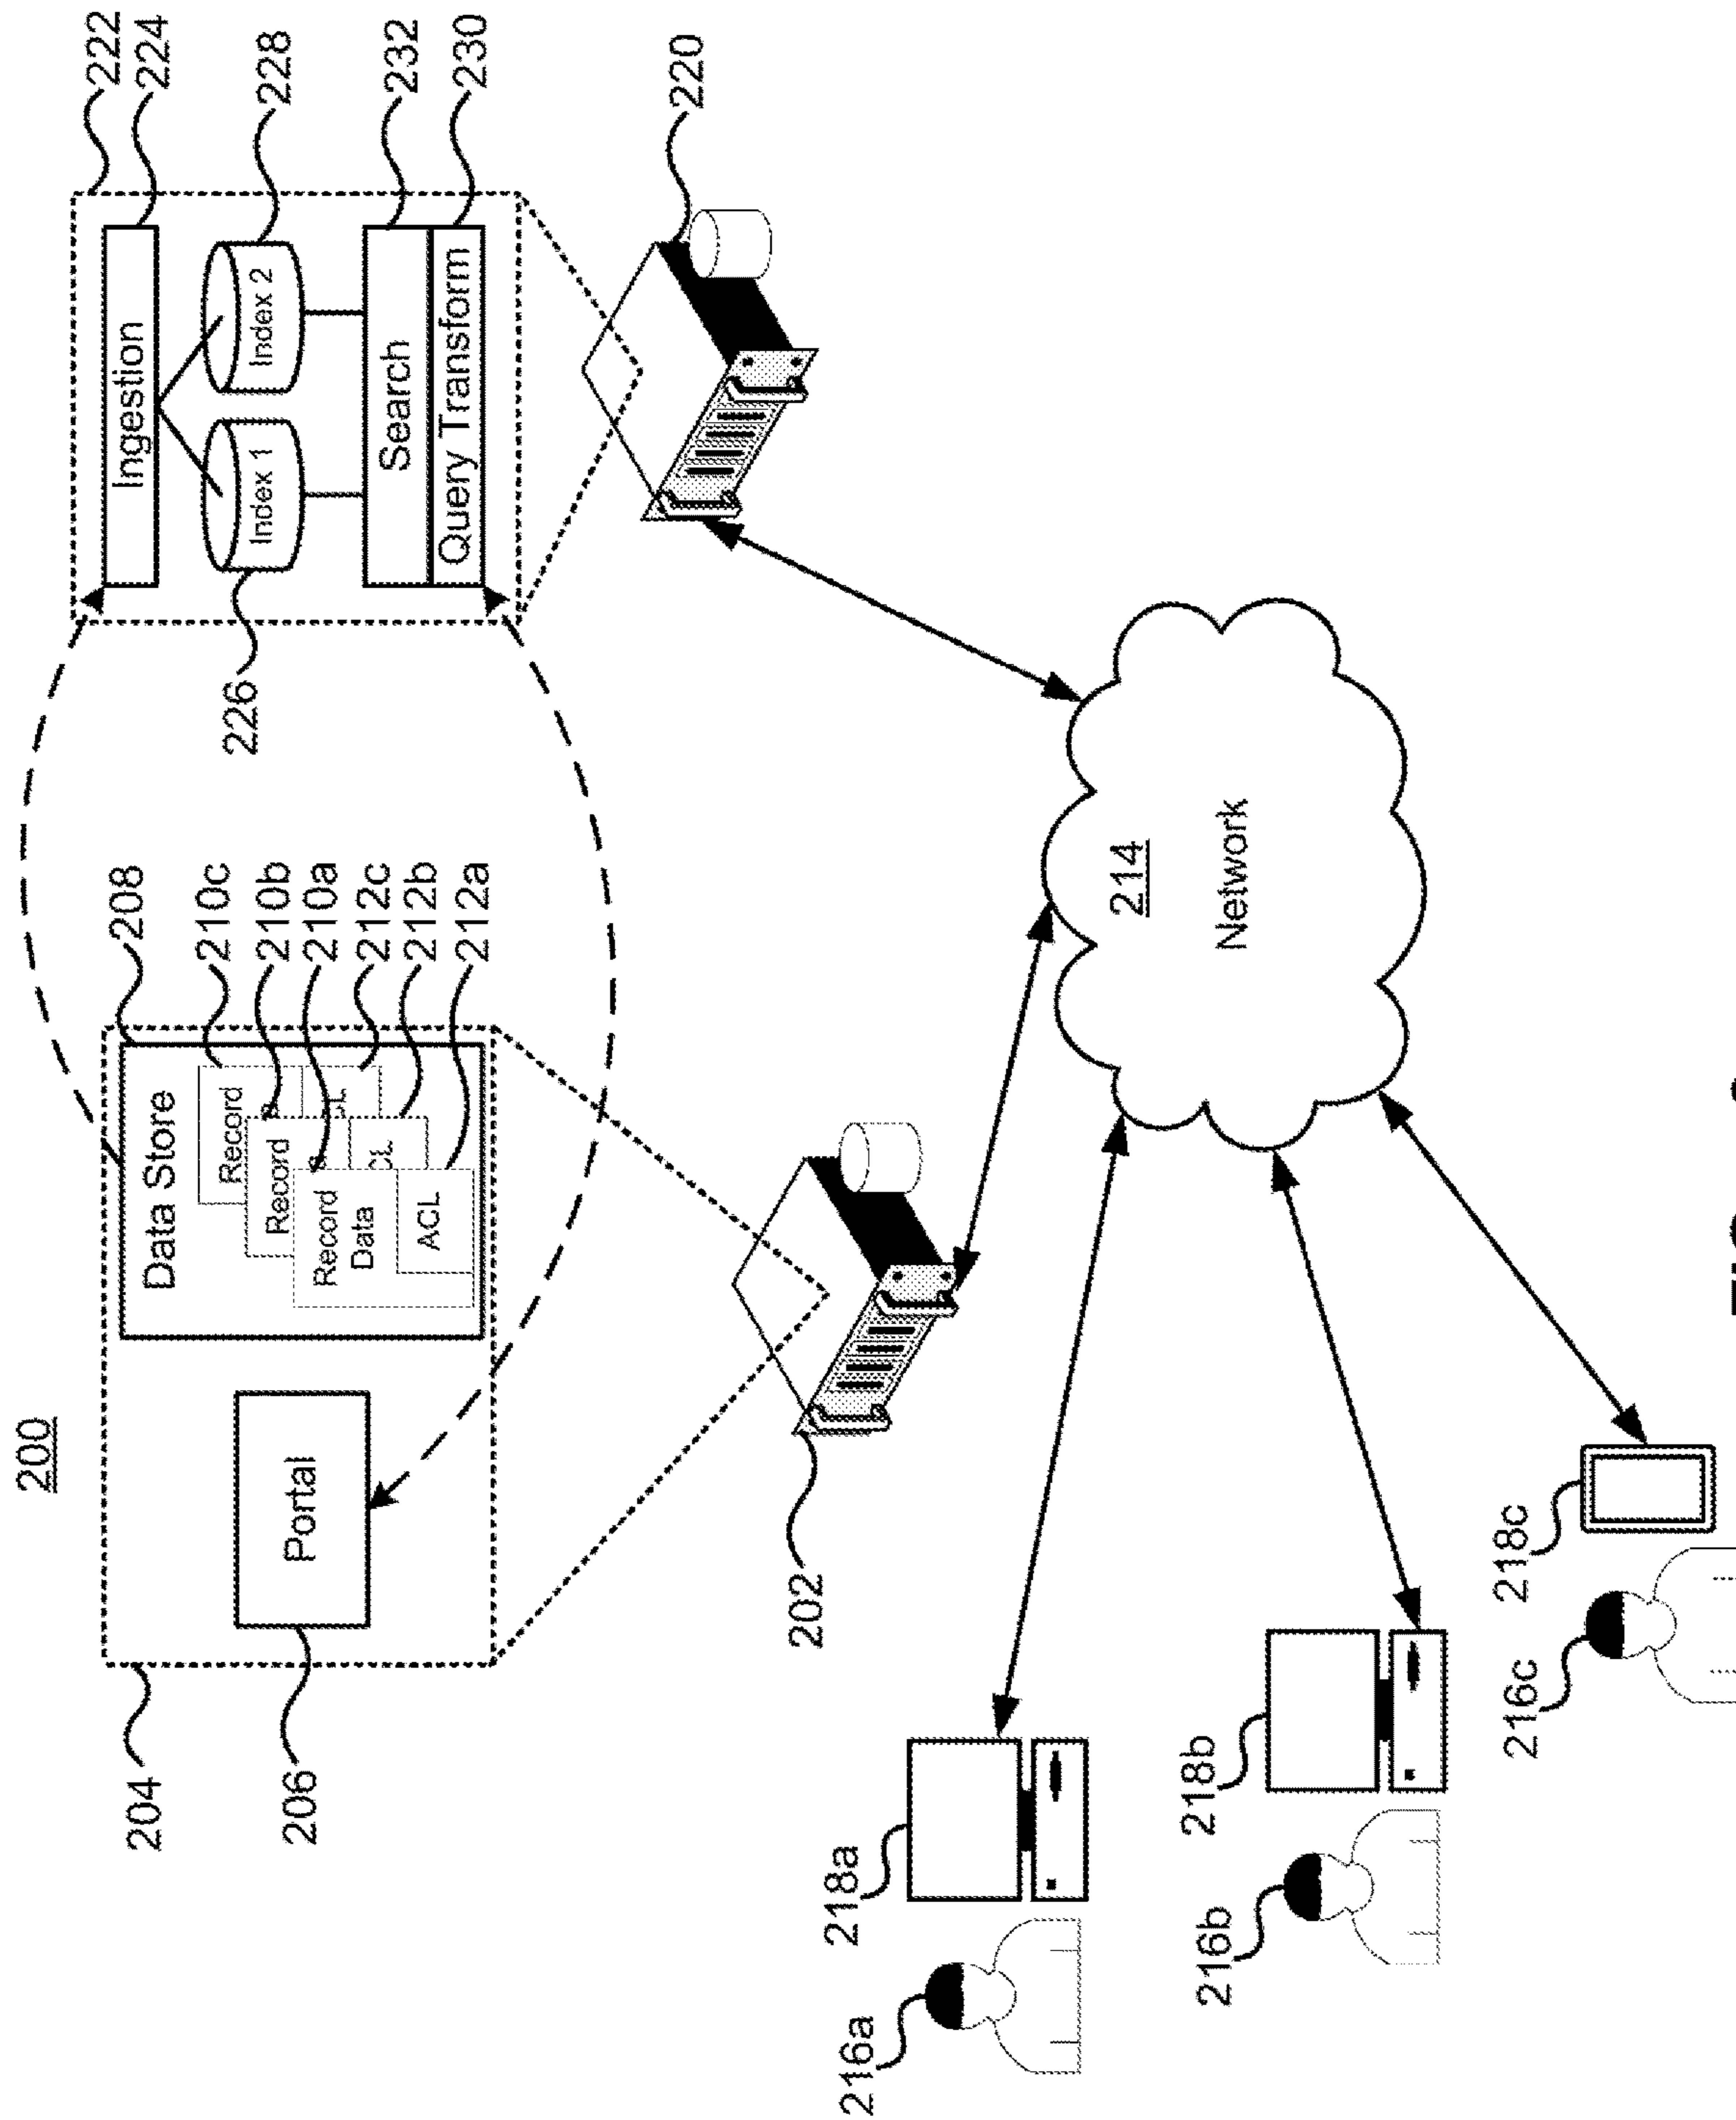 200
204
206
Portal
Data Store
Record
Record
Record
Data
ACL
CL
CL
208
210c
210b
210a
212c
212b
212a
222
224
228
232
230
226
Ingestion
Index 1
Index 2
Search
Query Transform
220
202
214
Network
218a
216a
218b
216b
218c
216c